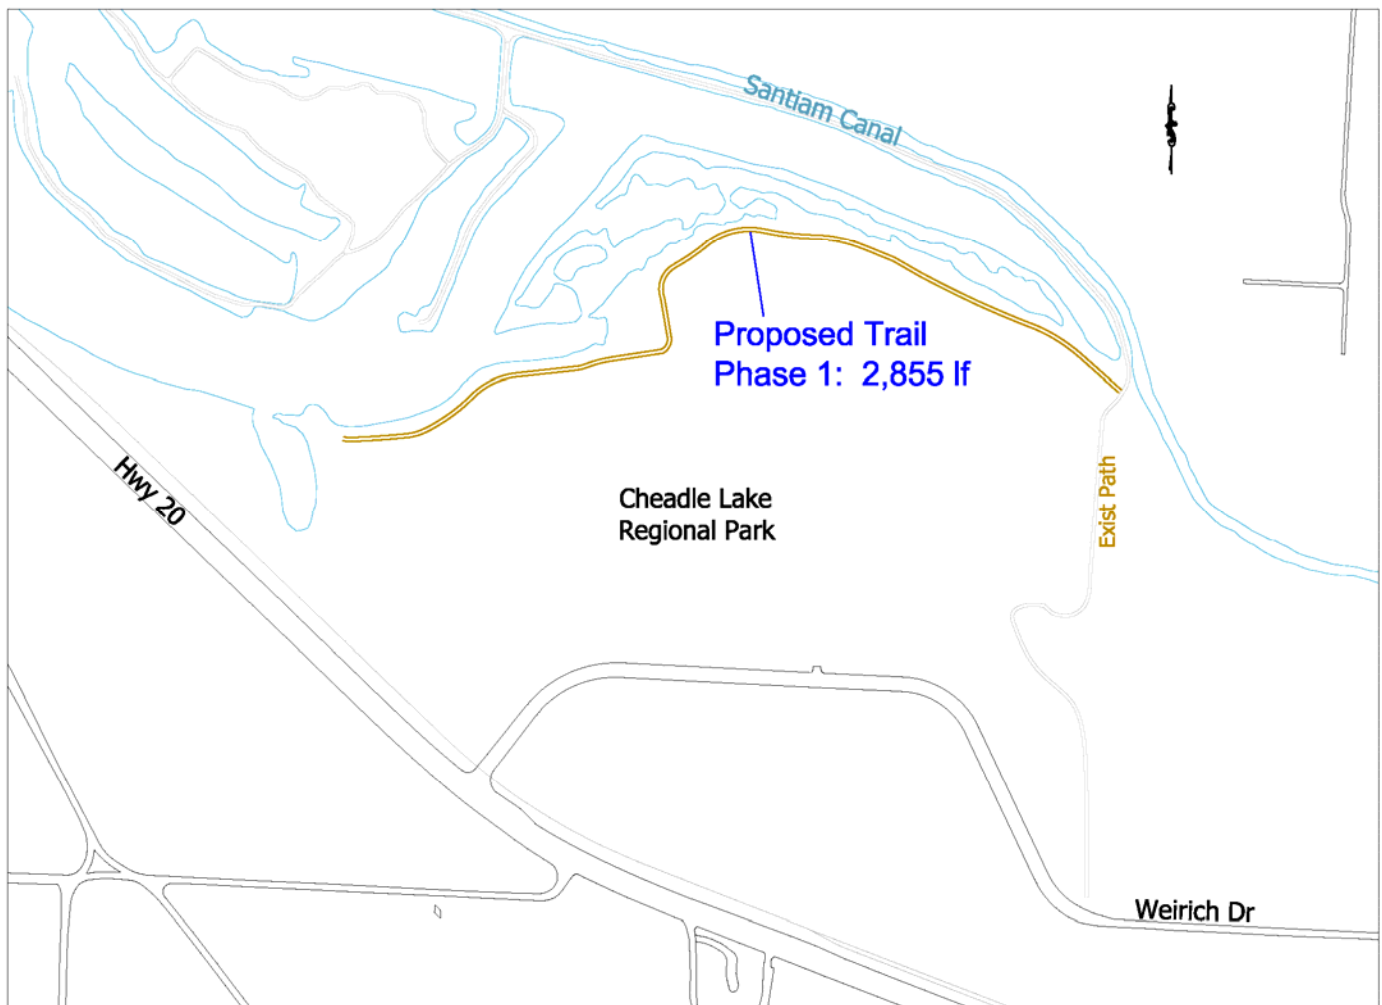 Santiam Canal
Proposed Trail
Phase 1: 2,855 lf
Hwy 20
Cheadle Lake
Regional Park
Exist Path
Weirich Dr